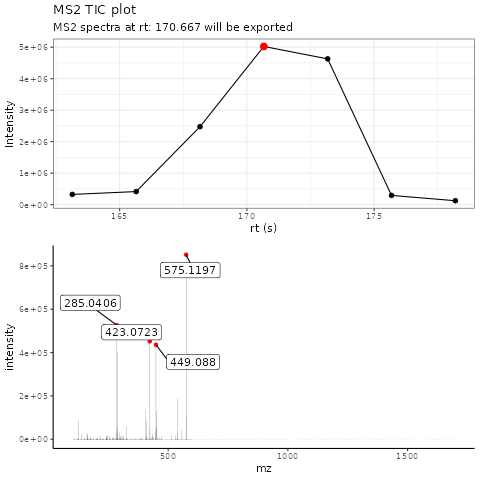 MS2 TIC plot
MS2 spectra at rt: 170.667 will be exported
5e+06
4e+06
3e+06
2e+06
1e+06
0e+00
Intensity
165
170
175
rt (s)
8e+05
6e+05
4e+05
2e+05
0e+00
intensity
575.1197
285.0406
423.0723
449.088
500
1000
1500
mz